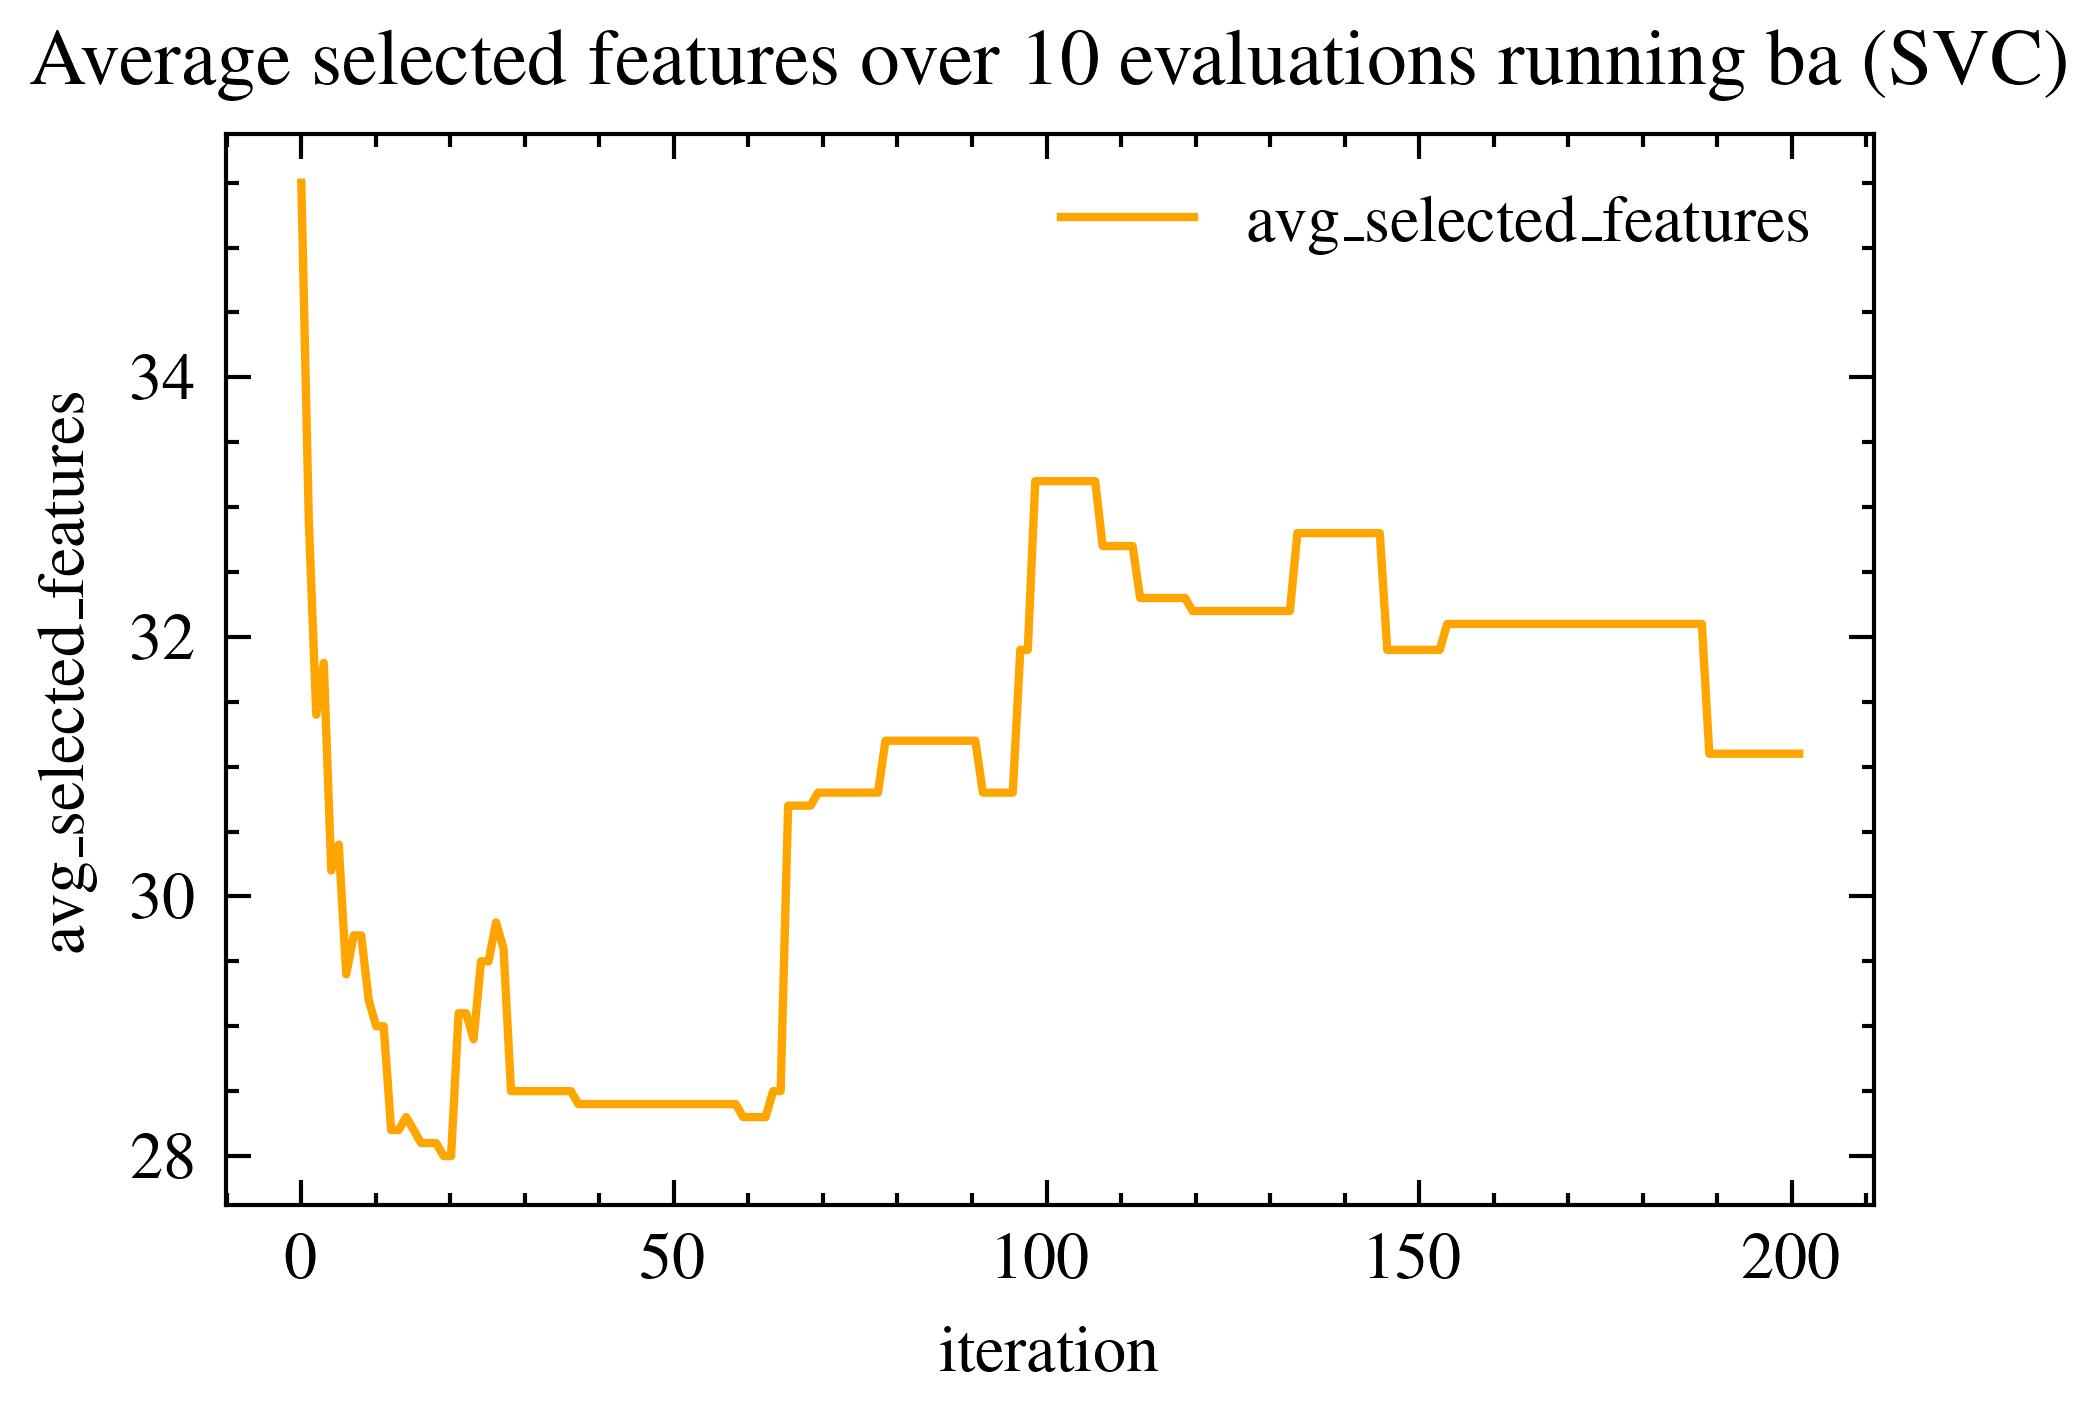 Average selected features over 10 evaluations running ba (SVC)
avg_selected_features
avg_selected_features
34
32
30
28
0 50 100 150 200
iteration